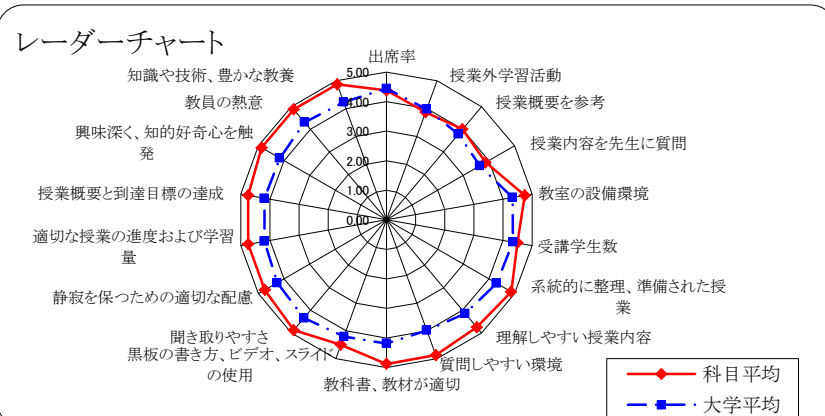 レーダーチャート
出席率
授業外学習活動
授業概要を参考
授業内容を先生に質問
教室の設備環境
受講学生数
系統的に整理、準備された授
業
理解しやすい授業内容
質問しやすい環境
教科書、教材が適切
黒板の書き方、ビデオ、スライド
の使用
聞き取りやすさ
静寂を保つための適切な配慮
適切な授業の進度および学習
量
授業概要と到達目標の達成
興味深く、知的好奇心を触
発
教員の熱意
知識や技術、豊かな教養
5.00
4.00
3.00
2.00
1.00
0.00
科目平均
大学平均